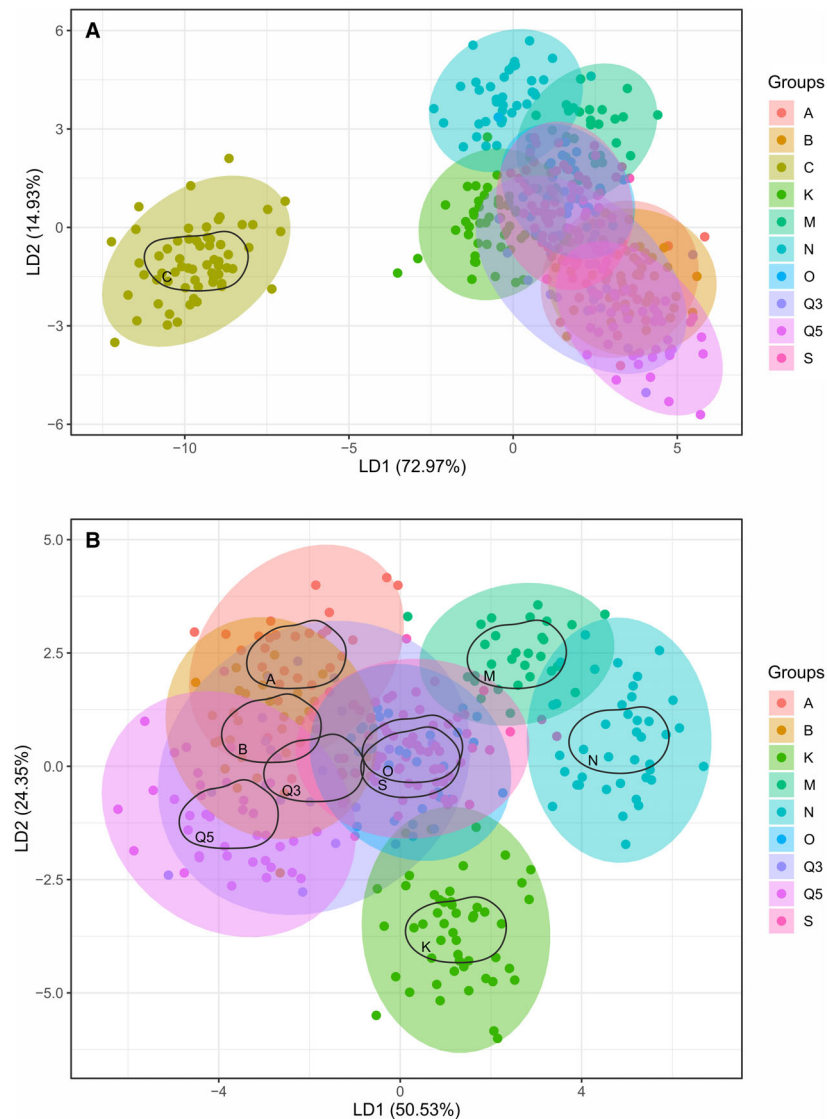 A
6
3
0
-3
-6
LD2 (14.93%)
C
-10
-5
0
5
LD1 (72.97%)
Groups
A
B
C
K
M
N
O
Q3
Q5
S
B
5.0
2.5
0.0
-2.5
-5.0
LD2 (24.35%)
A
M
B
N
O
Q3
S
Q5
K
-4
0
4
LD1 (50.53%)
Groups
A
B
K
M
N
O
Q3
Q5
S